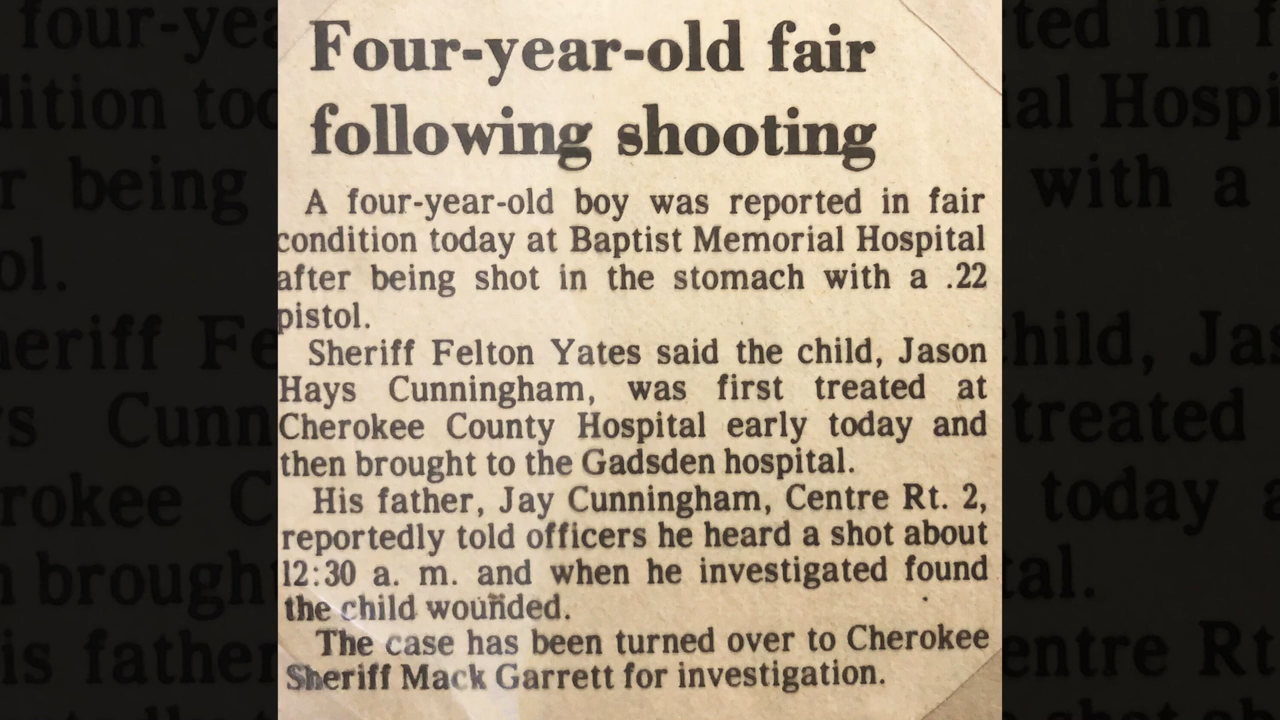 Four-year-old fair
following shooting
A four-year-old boy was reported in fair
condition today at Baptist Memorial Hospital
after being shot in the stomach with a .22
pistol.
Sheriff Felton Yates said the child, Jason
Hays Cunningham, was first treated at
Cherokee County Hospital early today and
then brought to the Gadsden hospital.
His father, Jay Cunningham, Centre Rt. 2,
reportedly told officers he heard a shot about
12:30 a. m. and when he investigated found
the child wounded.
The case has been turned over to Cherokee
Sheriff Mack Garrett for investigation.